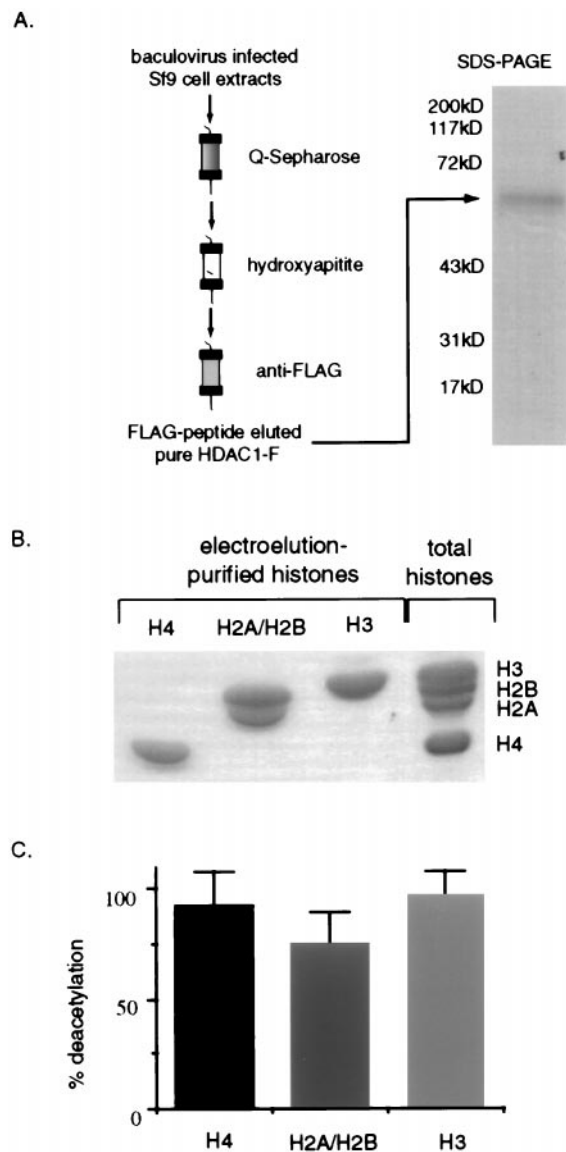 A.
baculovirus infected
Sf9 cell extracts
Q-Sepharose
hydroxyapitite
anti-FLAG
FLAG-peptide eluted
pure HDAC1-F
SDS-PAGE
200kD
117kD
72kD
43kD
31kD
17kD
B.
electroelution-
purified histones
total
histones
H4
H2A/H2B
H3
H3
H2B
H2A
H4
C.
% deacetylation
100
50
0
H4
H2A/H2B
H3